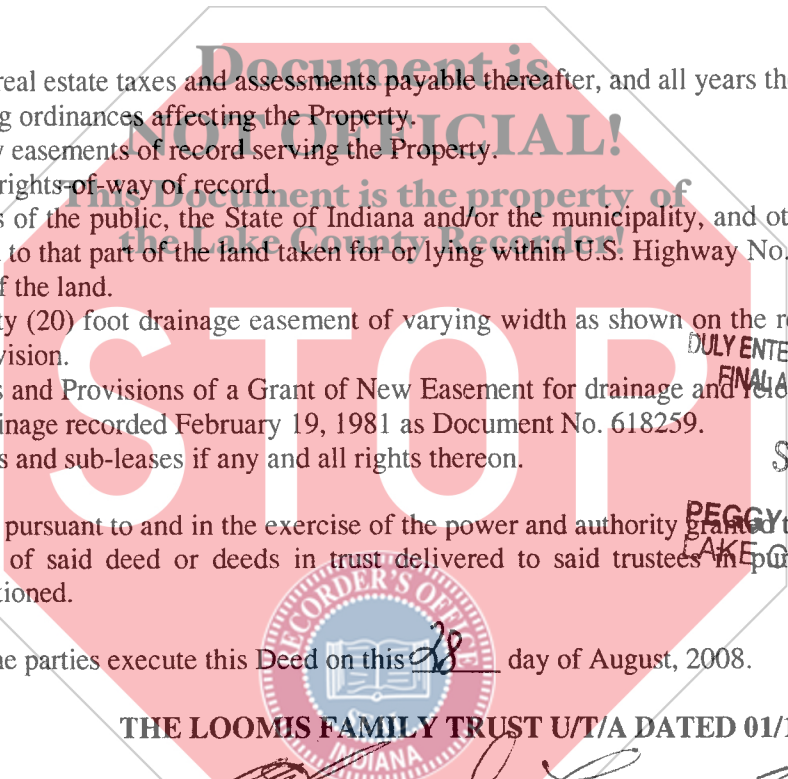 Document is
real estate taxes and assessments payable thereafter, and all years th
g ordinances affecting the Property.
NOT OFFICIAL!
y easements of record serving the Property.
rights-of-way of record.
This Document is the property of
s of the public, the State of Indiana and/or the municipality, and ot
the Lake County Recorder!
to that part of the land taken for or lying within U.S. Highway No.
f the land.
STOP
ty (20) foot drainage easement of varying width as shown on the r
vision.
DULY ENTE
FINAL A
s and Provisions of a Grant of New Easement for drainage and relo
inage recorded February 19, 1981 as Document No. 618259.
s and sub-leases if any and all rights thereon.
S
PEGGY
LAKE C
pursuant to and in the exercise of the power and authority granted t
of said deed or deeds in trust delivered to said trustees in pur
tioned.
RECORDER'S OFFICE
SEAL
INDIANA
ne parties execute this Deed on this 28 day of August, 2008.
THE LOOMIS FAMILY TRUST U/T/A DATED 01/1